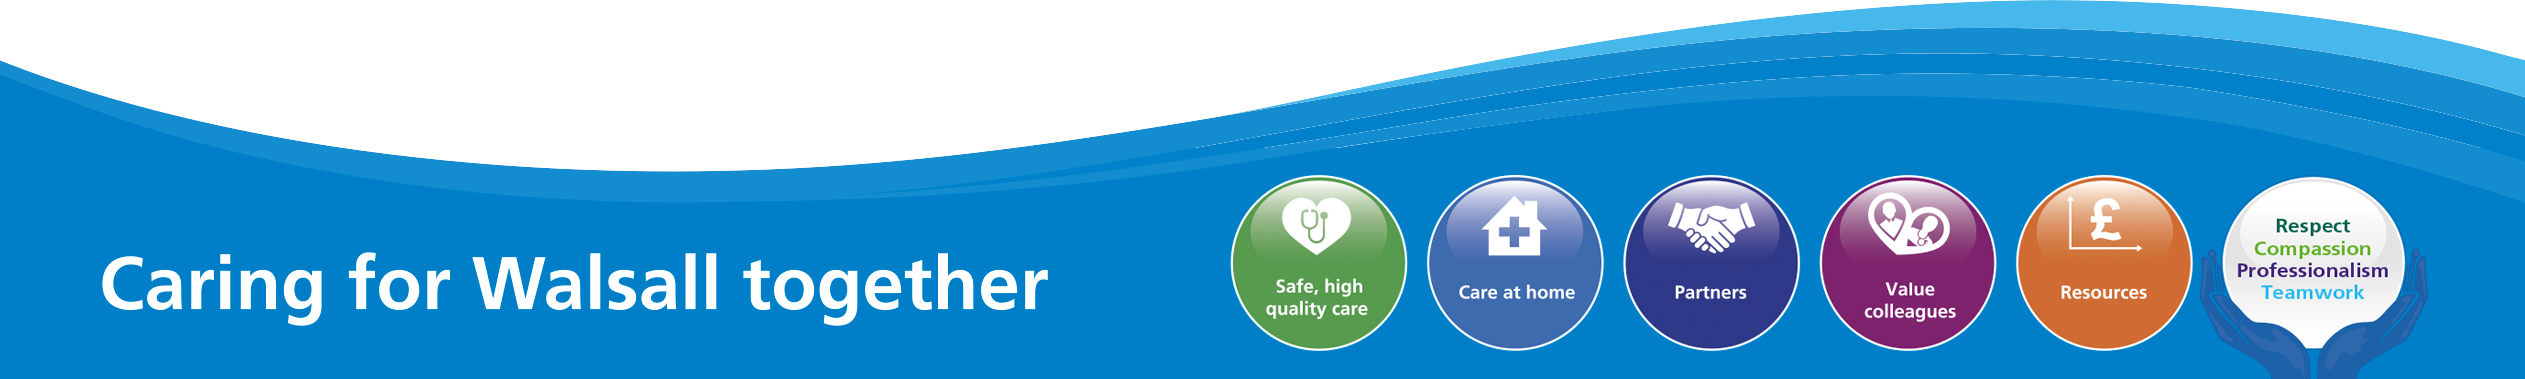 Caring for Walsall together
Safe, high
quality care
Care at home
Partners
Value
colleagues
£
Resources
Respect
Compassion
Professionalism
Teamwork